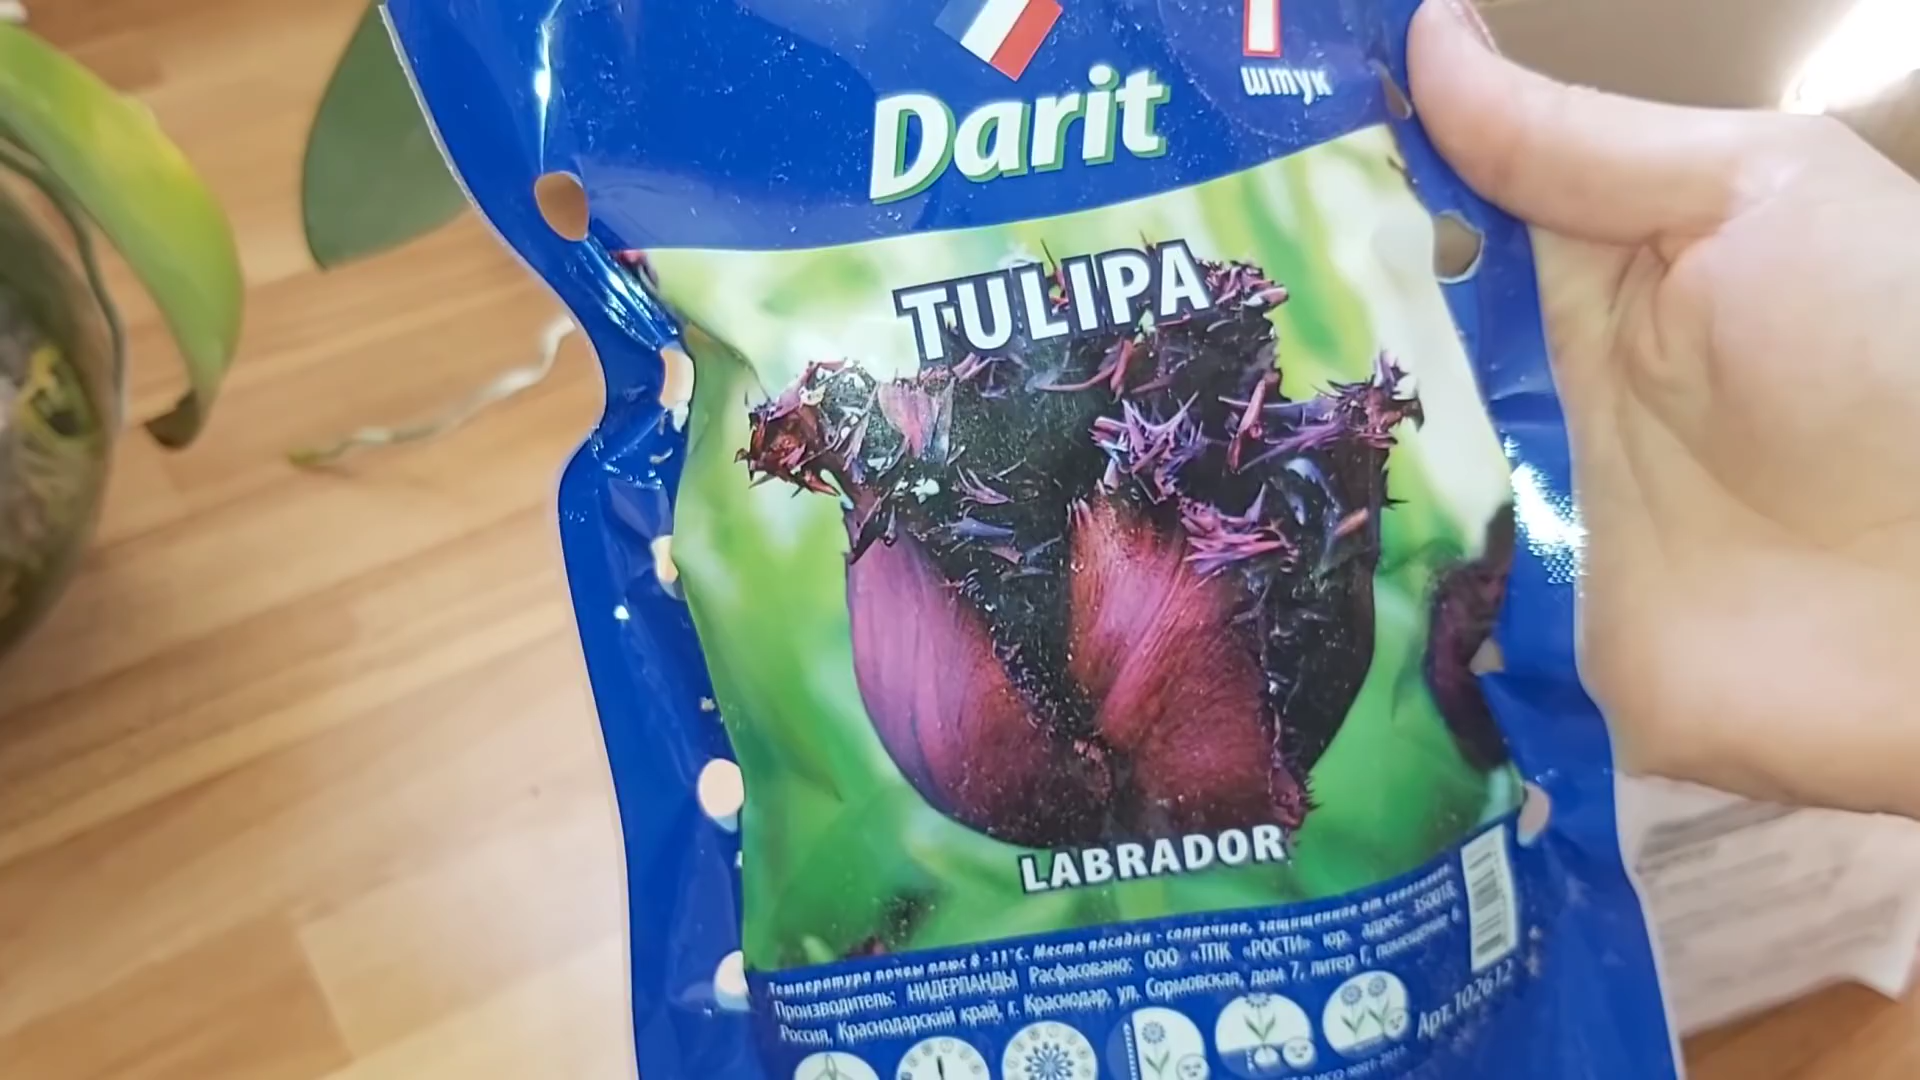 штук
Darit
TULIPA
LABRADOR
Температура почвы плюс 8 -11°C. Место посадки - солнечное, защищенное от сквозняков.
Производитель: НИДЕРЛАНДЫ Расфасовано: ООО «ТПК «РОСТИ» юр. адрес: 350018,
Россия, Краснодарский край, г. Краснодар, ул. Сормовская, дом 7, литер Г, помещение
Арт.102612